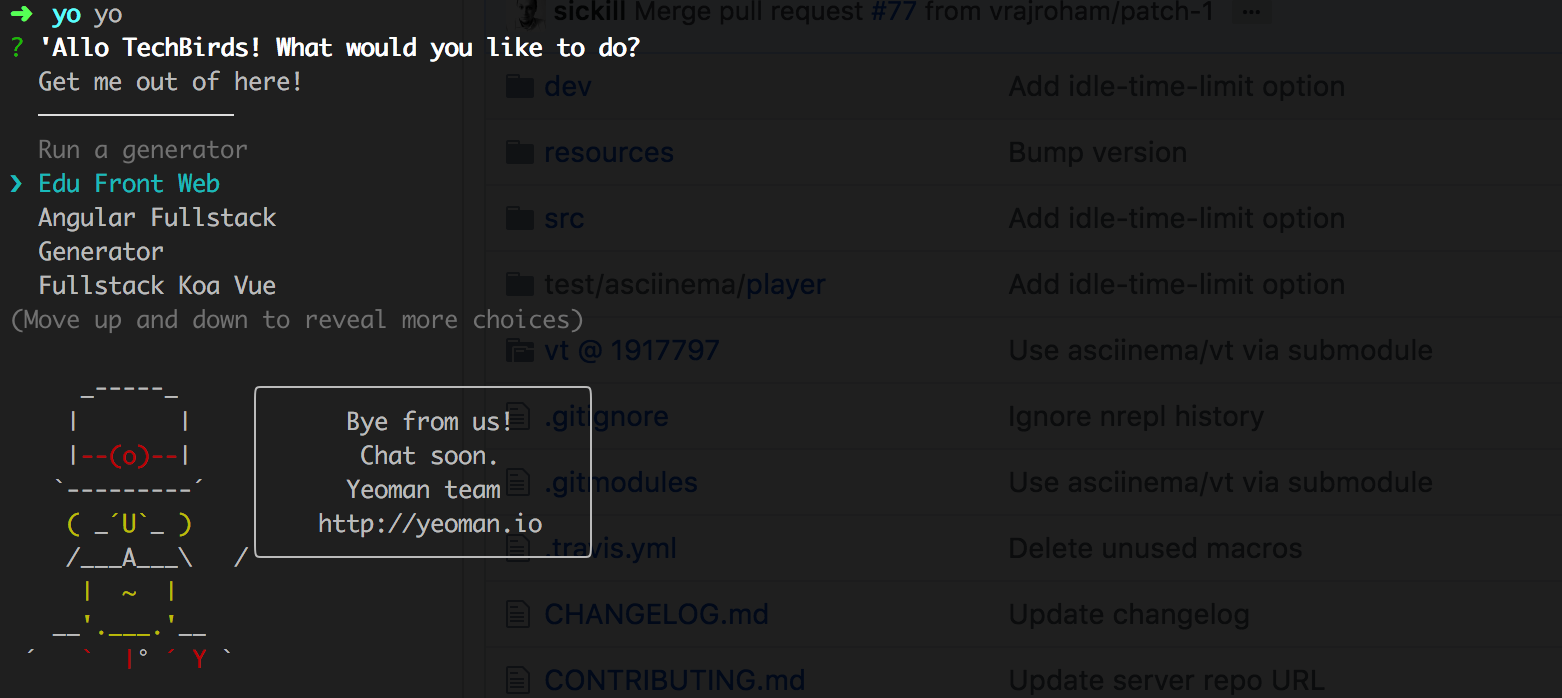 ➜ yo yo
? 'Allo TechBirds! What would you like to do?
Get me out of here!
Run a generator
❯ Edu Front Web
Angular Fullstack
Generator
Fullstack Koa Vue
(Move up and down to reveal more choices)
_-----_
|       |
|--(o)--|
`---------´
( _´U`_ )
/___A___\   /
|  ~  |
__'.___.'__
´   `  |° ´ Y `
Bye from us!
Chat soon.
Yeoman team
http://yeoman.io
sickill Merge pull request #77 from vrajroham/patch-1 ...
dev Add idle-time-limit option
resources Bump version
src Add idle-time-limit option
test/asciinema/player Add idle-time-limit option
vt @ 1917797 Use asciinema/vt via submodule
.gitignore Ignore nrepl history
.gitmodules Use asciinema/vt via submodule
.travis.yml Delete unused macros
CHANGELOG.md Update changelog
CONTRIBUTING.md Update server repo URL